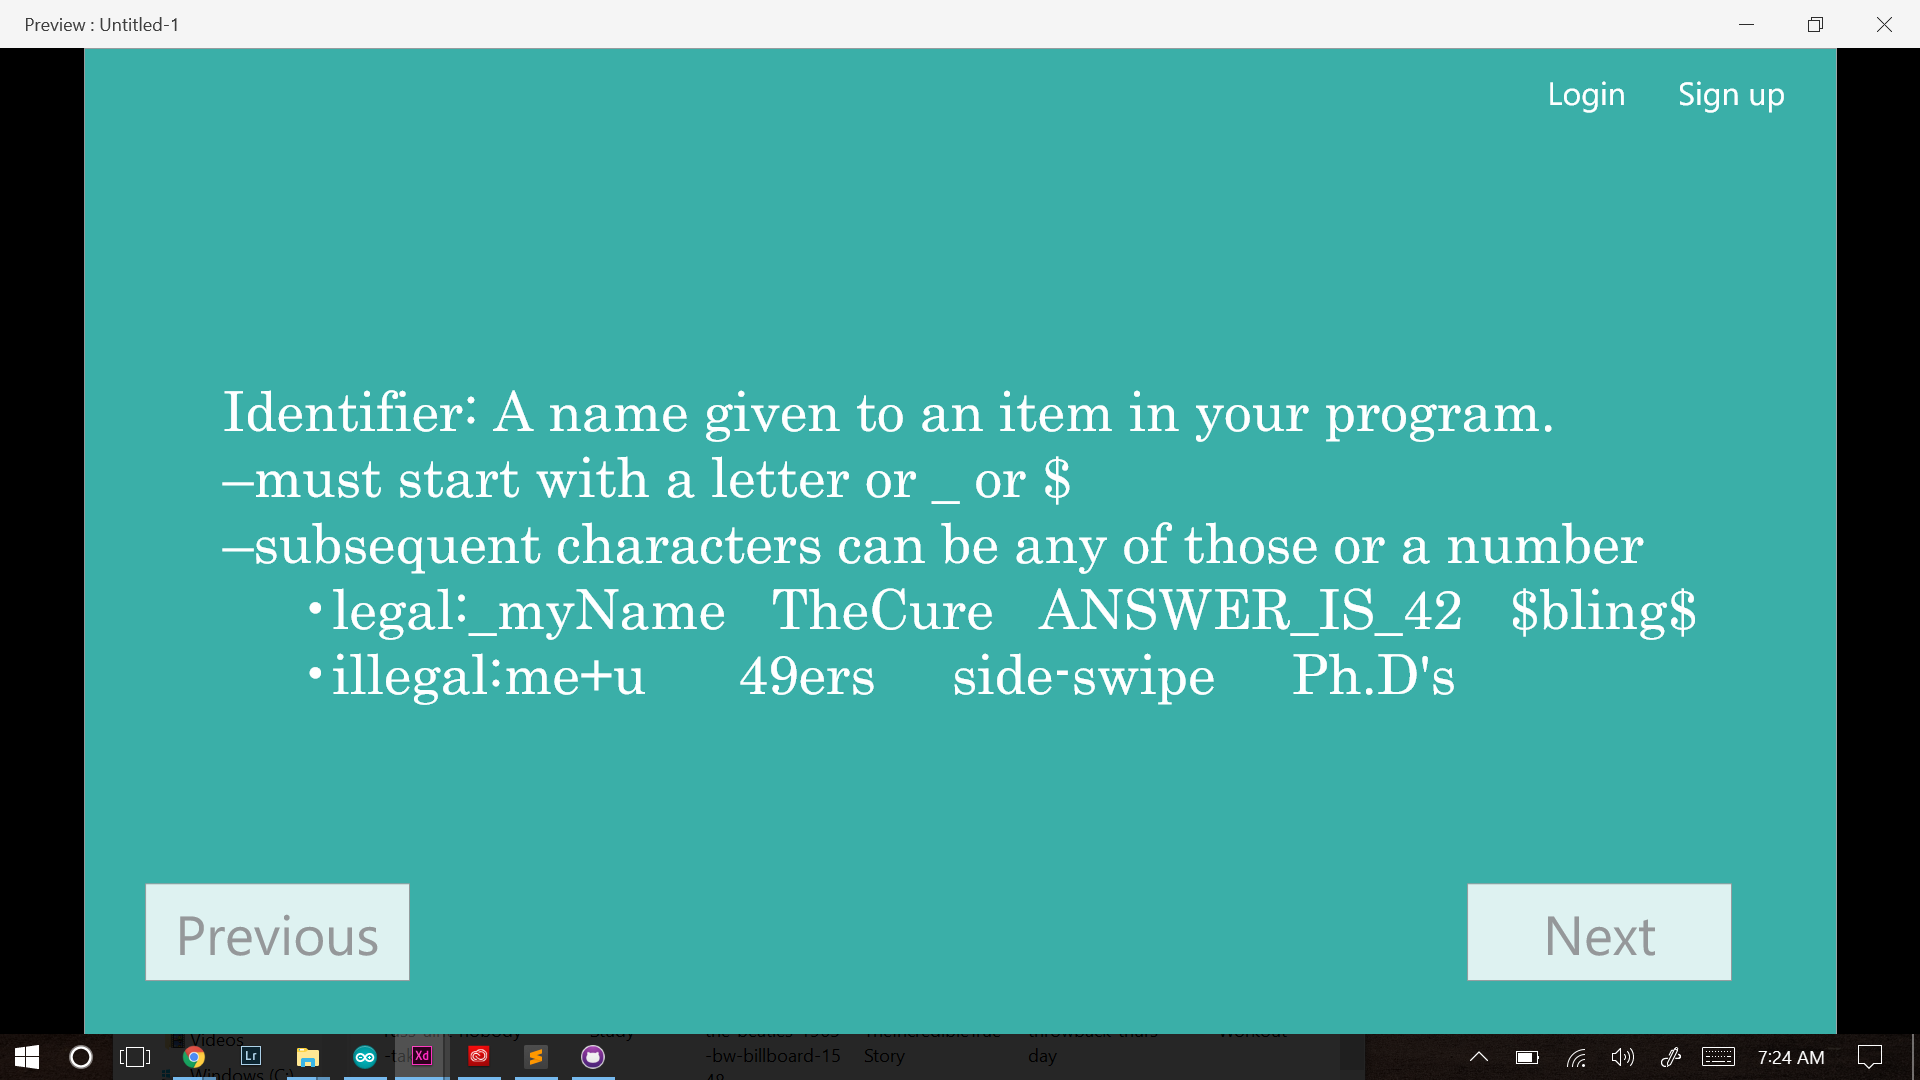 Preview : Untitled-1
Login Sign up
Identifier: A name given to an item in your program.
–must start with a letter or _ or $
–subsequent characters can be any of those or a number
•legal:_myName TheCure ANSWER_IS_42 $bling$
•illegal:me+u 49ers side-swipe Ph.D's
Previous Next
Videos
-bw-billboard-15 Story day
Windows (C:)
Lr Xd 7:24 AM